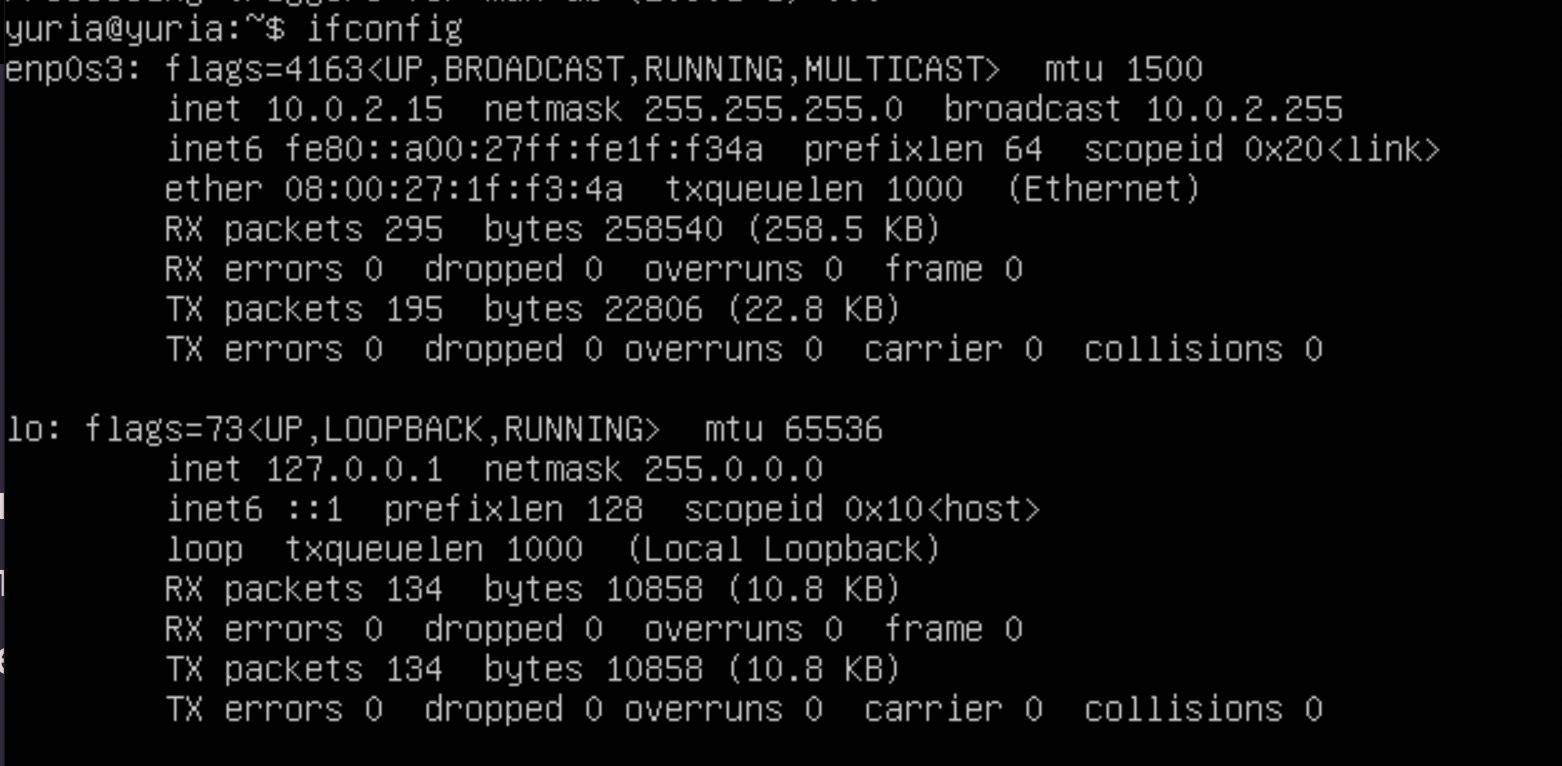 yuria@yuria:~$ ifconfig
enp0s3: flags=4163<UP,BROADCAST,RUNNING,MULTICAST>  mtu 1500
        inet 10.0.2.15  netmask 255.255.255.0  broadcast 10.0.2.255
        inet6 fe80::a00:27ff:fe1f:f34a  prefixlen 64  scopeid 0x20<link>
        ether 08:00:27:1f:f3:4a  txqueuelen 1000  (Ethernet)
        RX packets 295  bytes 258540 (258.5 KB)
        RX errors 0  dropped 0  overruns 0  frame 0
        TX packets 195  bytes 22806 (22.8 KB)
        TX errors 0  dropped 0 overruns 0  carrier 0  collisions 0

lo: flags=73<UP,LOOPBACK,RUNNING>  mtu 65536
        inet 127.0.0.1  netmask 255.0.0.0
        inet6 ::1  prefixlen 128  scopeid 0x10<host>
        loop  txqueuelen 1000  (Local Loopback)
        RX packets 134  bytes 10858 (10.8 KB)
        RX errors 0  dropped 0  overruns 0  frame 0
        TX packets 134  bytes 10858 (10.8 KB)
        TX errors 0  dropped 0 overruns 0  carrier 0  collisions 0